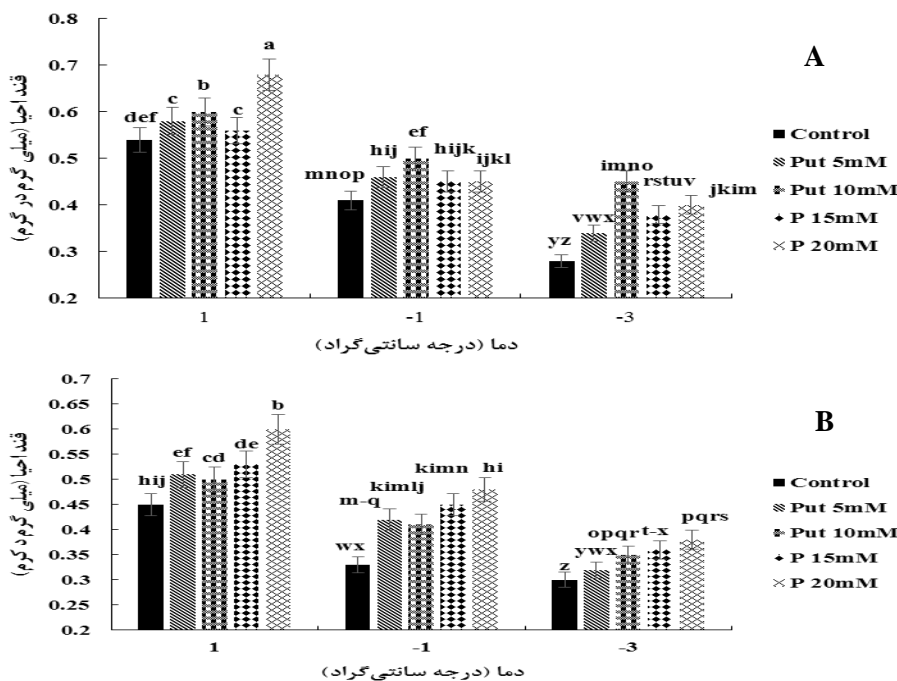 A
0.8
0.7
0.6
0.5
0.4
0.3
0.2
قند احیا (میلی گرم در گرم)
def c b c a
mnop hij ef hijk ijkl
yz vwx imno rstuv jkim
1 -1 -3
دما (درجه سانتی‌گراد)
Control
Put 5mM
Put 10mM
P 15mM
P 20mM
B
0.7
0.65
0.6
0.55
0.5
0.45
0.4
0.35
0.3
0.25
0.2
قند احیا (میلی گرم د گرم)
hij ef cd de b
wx m-q kimlj kimn hi
z ywx opqr t-x pqrs
1 -1 -3
دما (درجه سانتی‌گراد)
Control
Put 5mM
Put 10mM
P 15mM
P 20mM